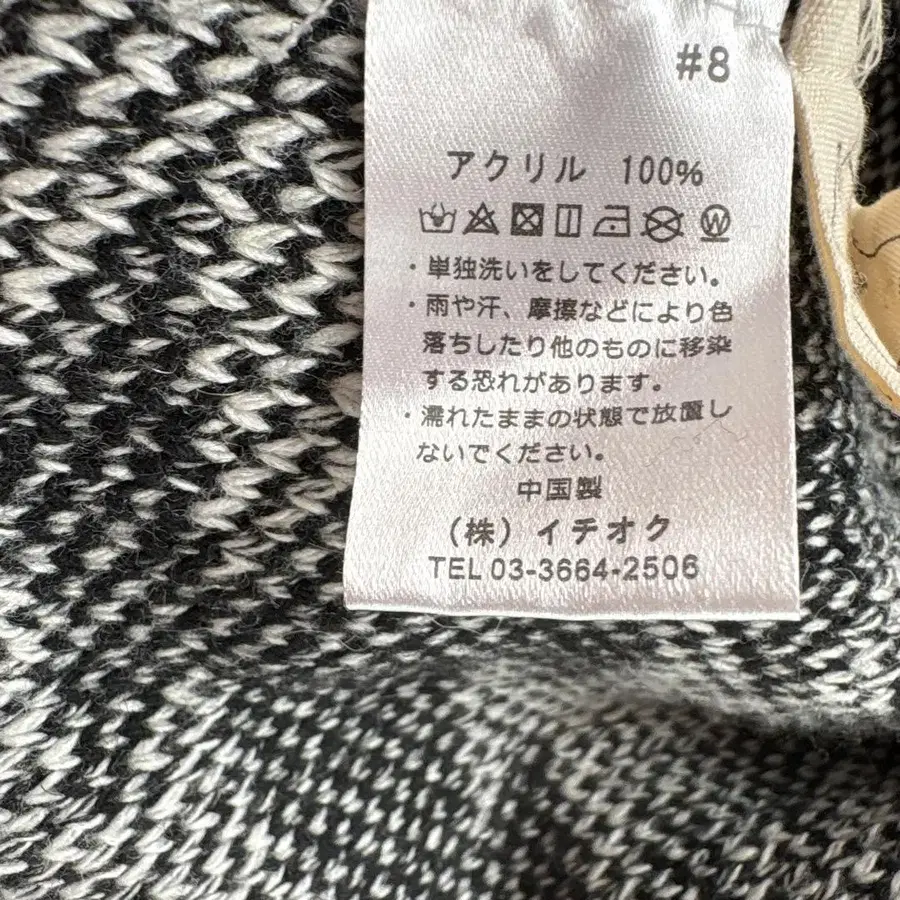 #8
アクリル 100%
・単独洗いをしてください。
・雨や汗、摩擦などにより色
落ちしたり他のものに移染
する恐れがあります。
・濡れたままの状態で放置し
ないでください。
中国製
(株)イチオク
TEL 03-3664-2506